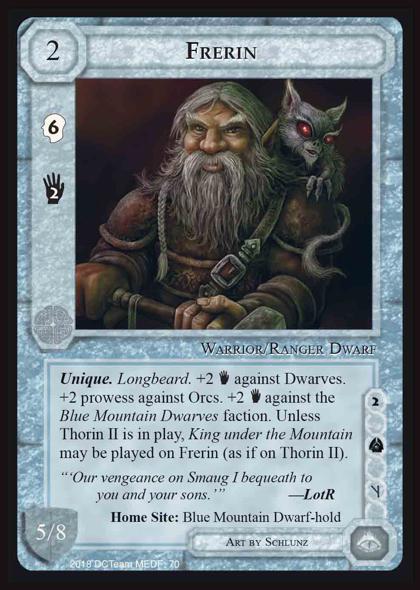 2
FRERIN
6
2
WARRIOR/RANGER DWARF
Unique. Longbeard. +2 against Dwarves.
+2 prowess against Orcs. +2 against the
Blue Mountain Dwarves faction. Unless
Thorin II is in play, King under the Mountain
may be played on Frerin (as if on Thorin II).
“‘Our vengeance on Smaug I bequeath to
you and your sons.’” —LotR
Home Site: Blue Mountain Dwarf-hold
2
5/8
ART BY SCHLUNZ
2018 DCTeam MEDF: 70